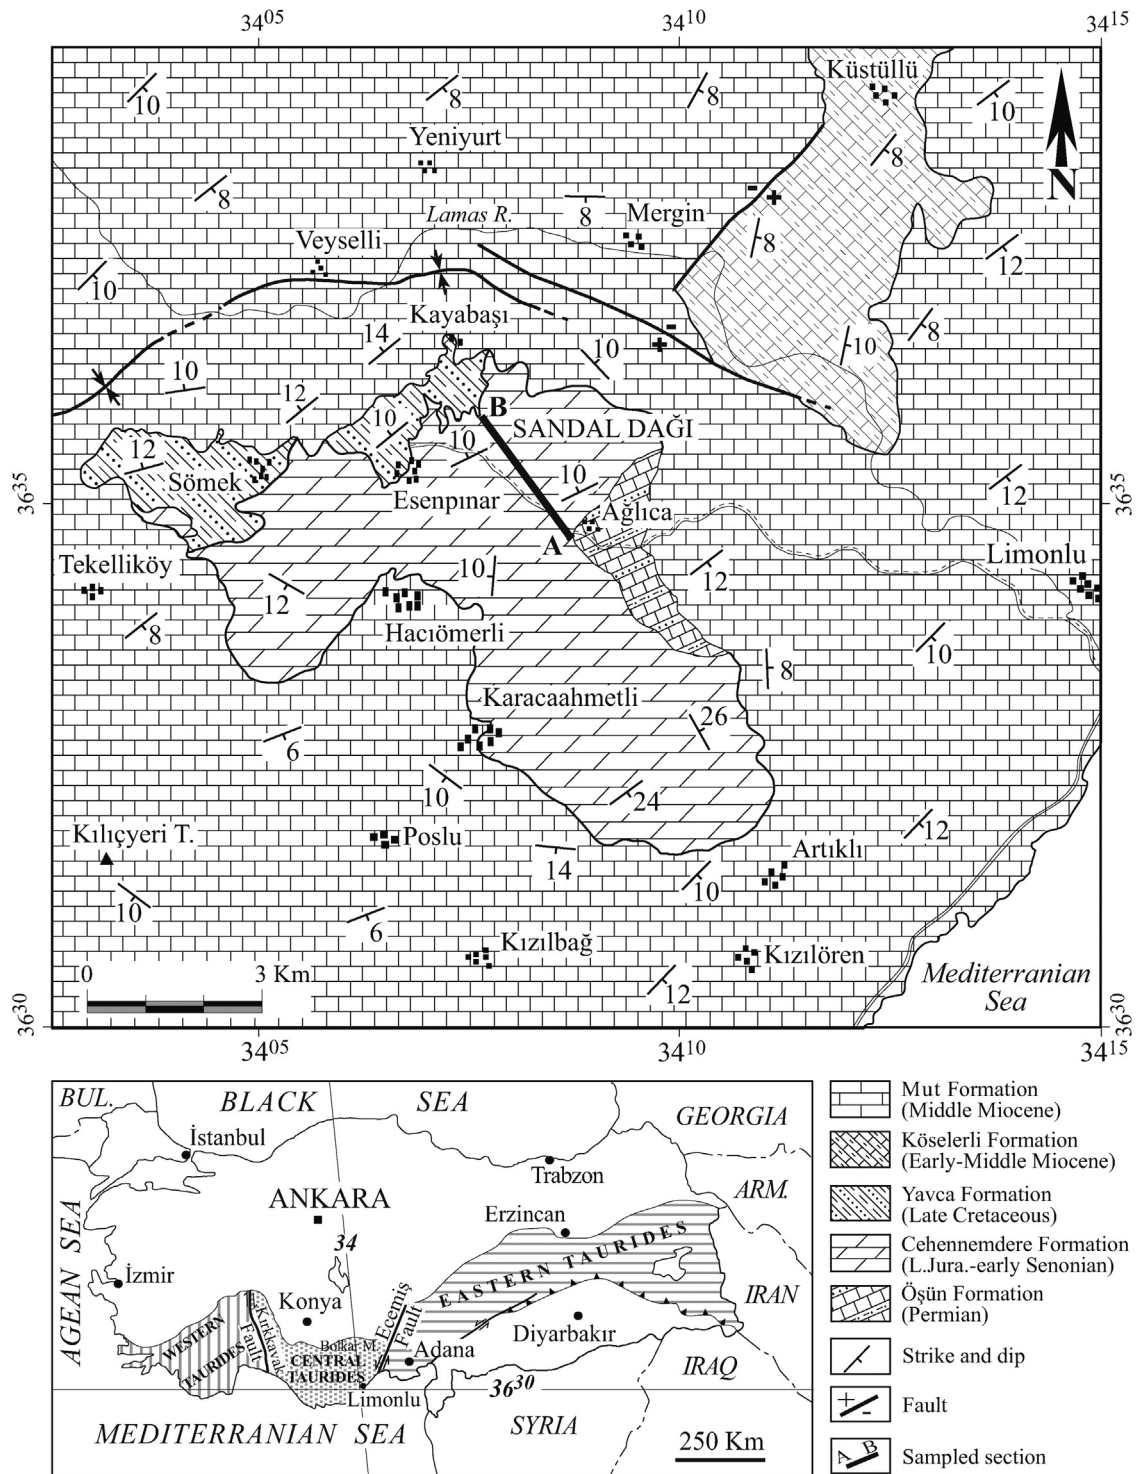 34⁰⁵
34¹⁰
34¹⁵
Küstüllü
10
8
8
10
Yeniyurt
8
8
Lamas R.
8
Mergin
- +
8
Veyselli
12
10
Kayabaşı
14
-
+
8
10
10
10
12
B
SANDAL DAĞI
10
10
12
10
Sömek
12
36³⁵
36³⁵
Esenpınar
Ağlıca
A
Limonlu
Tekelliköy
10
12
12
8
Hacıömerli
10
8
Karacaahmetli
26
6
10
24
12
Kılıçyeri T.
Poslu
Artıklı
14
10
10
6
Kızılbağ
Kızılören
0 3 Km
12
Mediterranian
Sea
N
36³⁰
36³⁰
34⁰⁵
34¹⁰
34¹⁵
BUL.
BLACK SEA
GEORGIA
İstanbul
Trabzon
ARM.
ANKARA
Erzincan
34
AGEAN SEA
EASTERN TAURIDES
İzmir
IRAN
Konya
Ecemiş
Fault
Kırkkavak
Fault
WESTERN
TAURIDES
Diyarbakır
Bolkar M.
CENTRAL
TAURIDES
Adana
IRAQ
Limonlu
36³⁰
MEDITERRANEAN SEA
SYRIA
250 Km
Mut Formation
(Middle Miocene)
Köselerli Formation
(Early-Middle Miocene)
Yavca Formation
(Late Cretaceous)
Cehennemdere Formation
(L.Jura.-early Senonian)
Öşün Formation
(Permian)
Strike and dip
+
-
Fault
A B
Sampled section